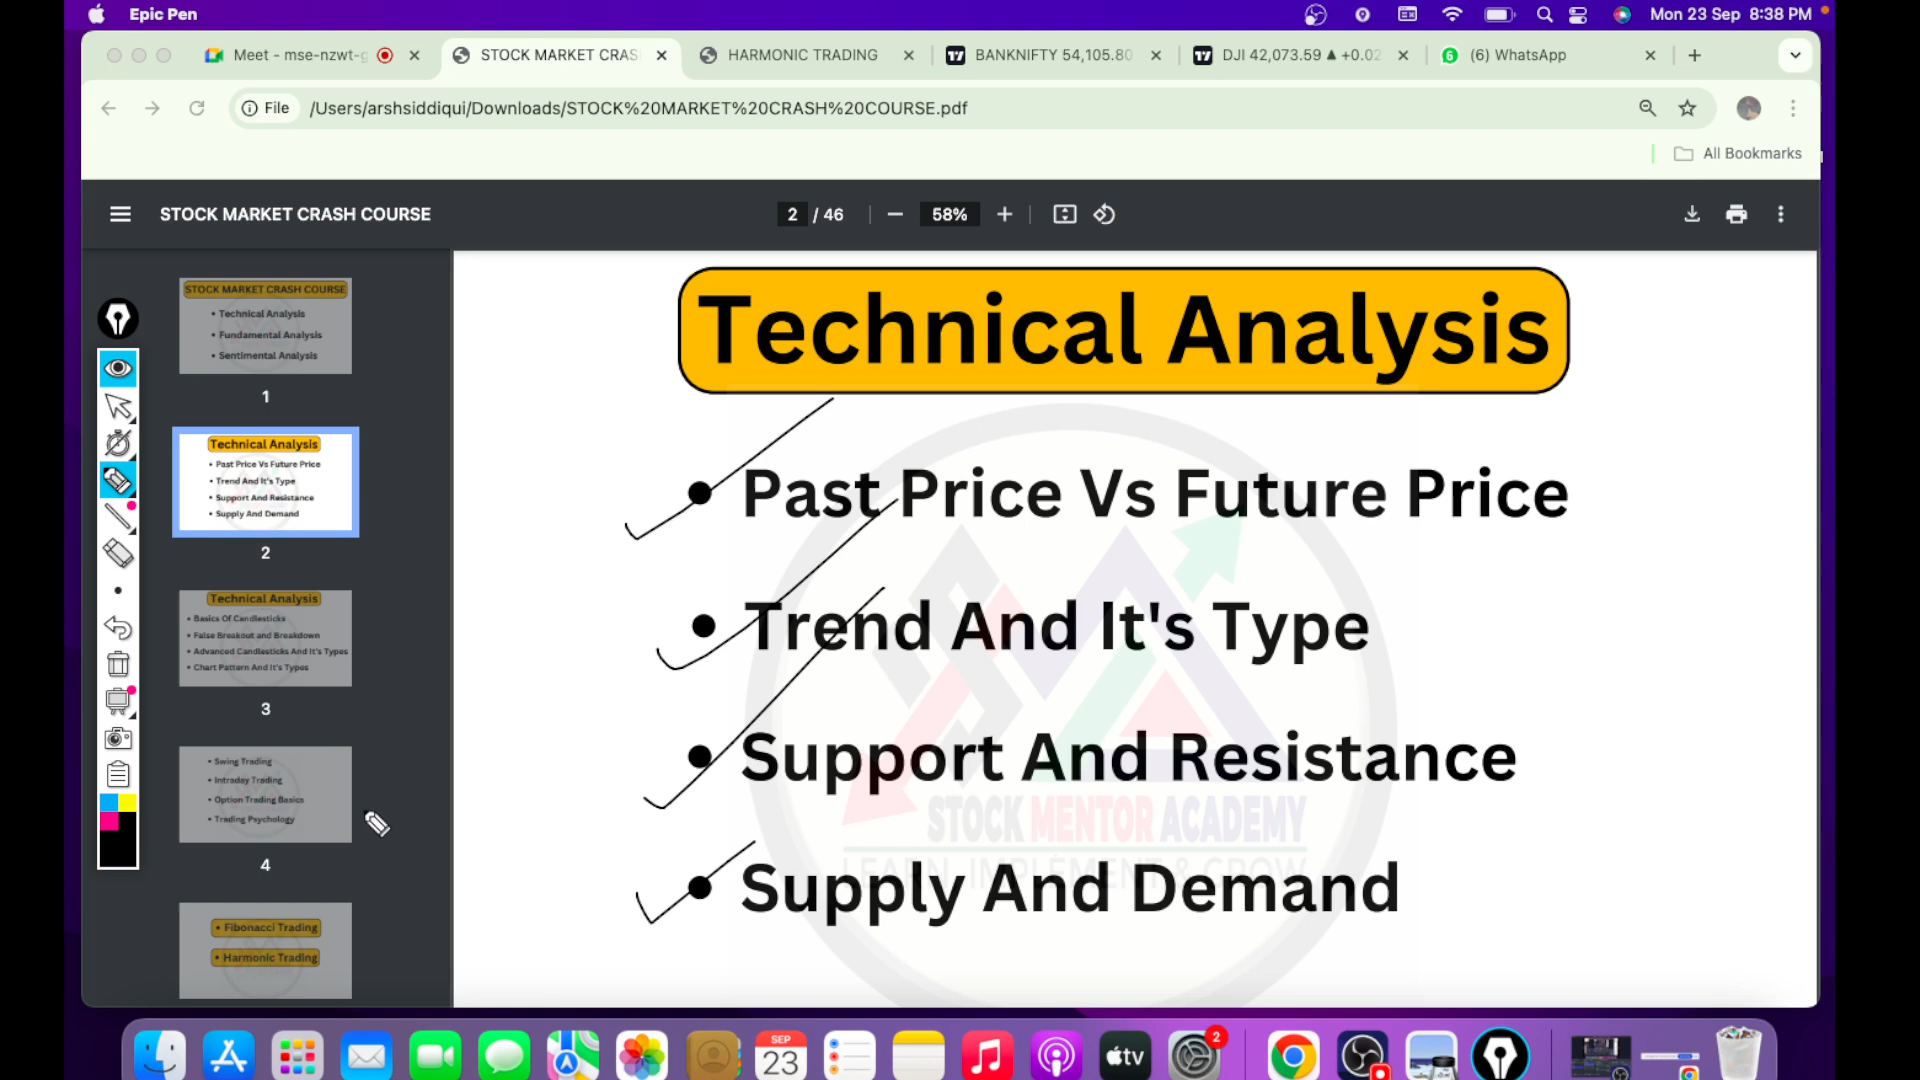 Epic Pen
Mon 23 Sep 8:38 PM
Meet - mse-nzwt-g
STOCK MARKET CRAS
HARMONIC TRADING
BANKNIFTY 54,105.80
DJI 42,073.59 ▲ +0.02
(6) WhatsApp
File
/Users/arshsiddiqui/Downloads/STOCK%20MARKET%20CRASH%20COURSE.pdf
All Bookmarks
STOCK MARKET CRASH COURSE
2 / 46
58%
STOCK MARKET CRASH COURSE
• Technical Analysis
• Fundamental Analysis
• Sentimental Analysis
1
Technical Analysis
• Past Price Vs Future Price
• Trend And It's Type
• Support And Resistance
• Supply And Demand
2
Technical Analysis
• Basics Of Candlesticks
• False Breakout and Breakdown
• Advanced Candlesticks And It's Types
• Chart Pattern And It's Types
3
• Swing Trading
• Intraday Trading
• Option Trading Basics
• Trading Psychology
4
• Fibonacci Trading
• Harmonic Trading
Technical Analysis
• Past Price Vs Future Price
• Trend And It's Type
• Support And Resistance
STOCK MENTOR ACADEMY
LEARN, IMPLEMENT & GROW
• Supply And Demand
SEP
23
tv
2